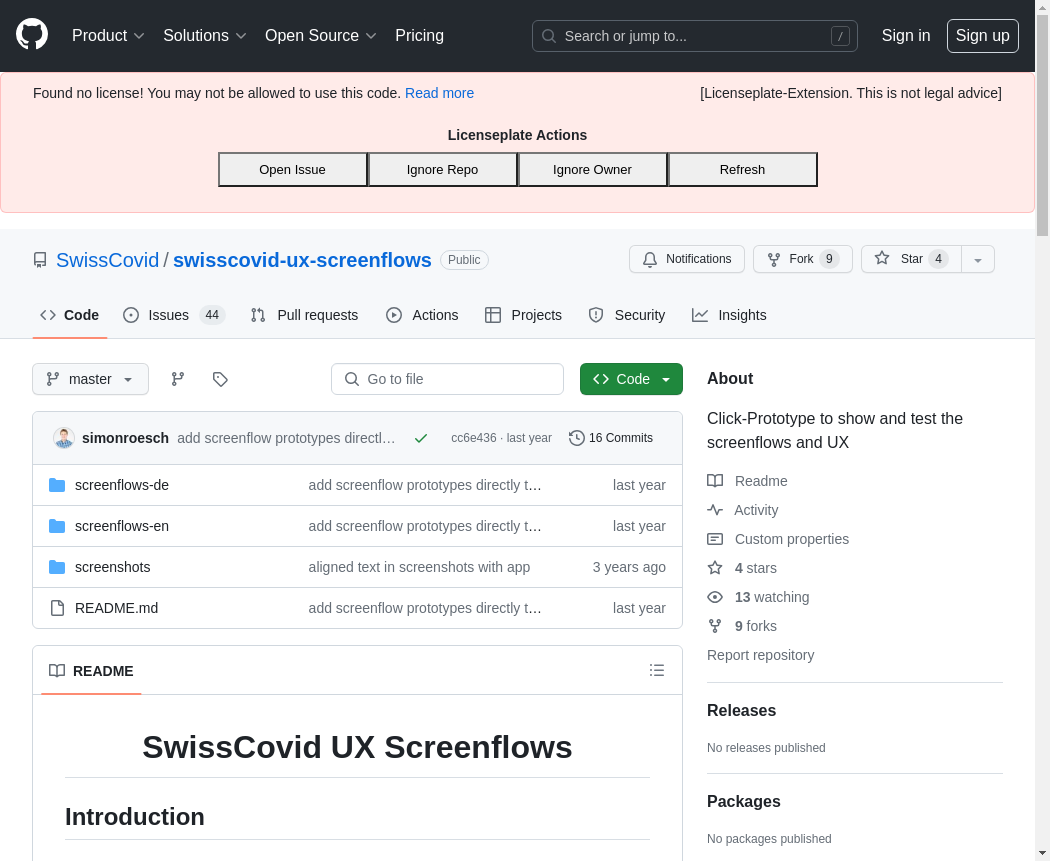 Product Solutions Open Source Pricing Search or jump to... / Sign in Sign up
Found no license! You may not be allowed to use this code. Read more [Licenseplate-Extension. This is not legal advice]
Licenseplate Actions
Open Issue Ignore Repo Ignore Owner Refresh
SwissCovid / swisscovid-ux-screenflows Public Notifications Fork 9 Star 4
Code Issues 44 Pull requests Actions Projects Security Insights
master Go to file Code
simonroesch add screenflow prototypes directl… cc6e436 · last year 16 Commits
screenflows-de add screenflow prototypes directly t… last year
screenflows-en add screenflow prototypes directly t… last year
screenshots aligned text in screenshots with app 3 years ago
README.md add screenflow prototypes directly t… last year
README
SwissCovid UX Screenflows
Introduction
About
Click-Prototype to show and test the
screenflows and UX
Readme
Activity
Custom properties
4 stars
13 watching
9 forks
Report repository
Releases
No releases published
Packages
No packages published